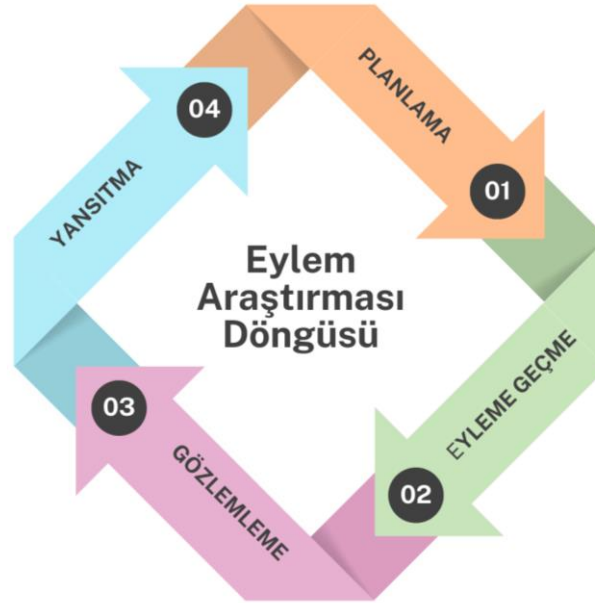 PLANLAMA
01
EYLEME GEÇME
02
GÖZLEMLEME
03
YANSITMA
04
Eylem
Araştırması
Döngüsü